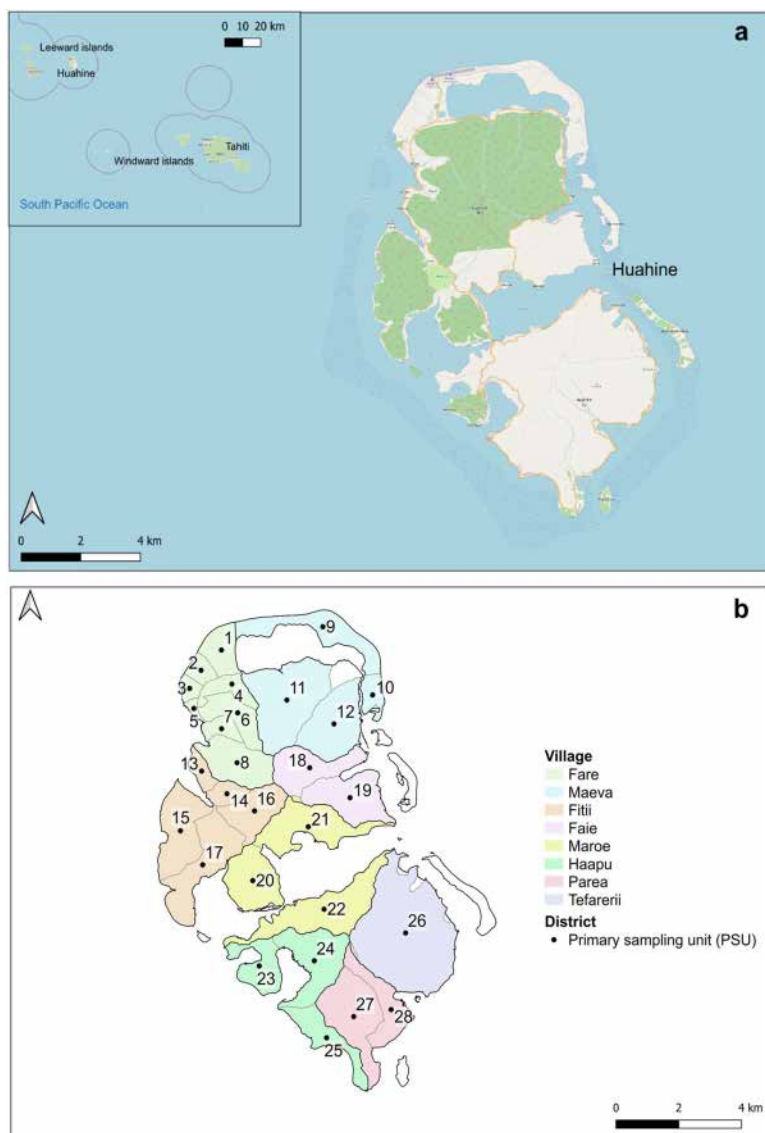 a
0 10 20 km
Leeward islands
Huahine
Tahiti
Windward islands
South Pacific Ocean
Huahine
0 2 4 km
b
1
2
3
4
5
6
7
8
9
10
11
12
13
14
15
16
17
18
19
20
21
22
23
24
25
26
27
28
Village
Fare
Maeva
Fitii
Faie
Maroe
Haapu
Parea
Tefarerii
District
Primary sampling unit (PSU)
0 2 4 km